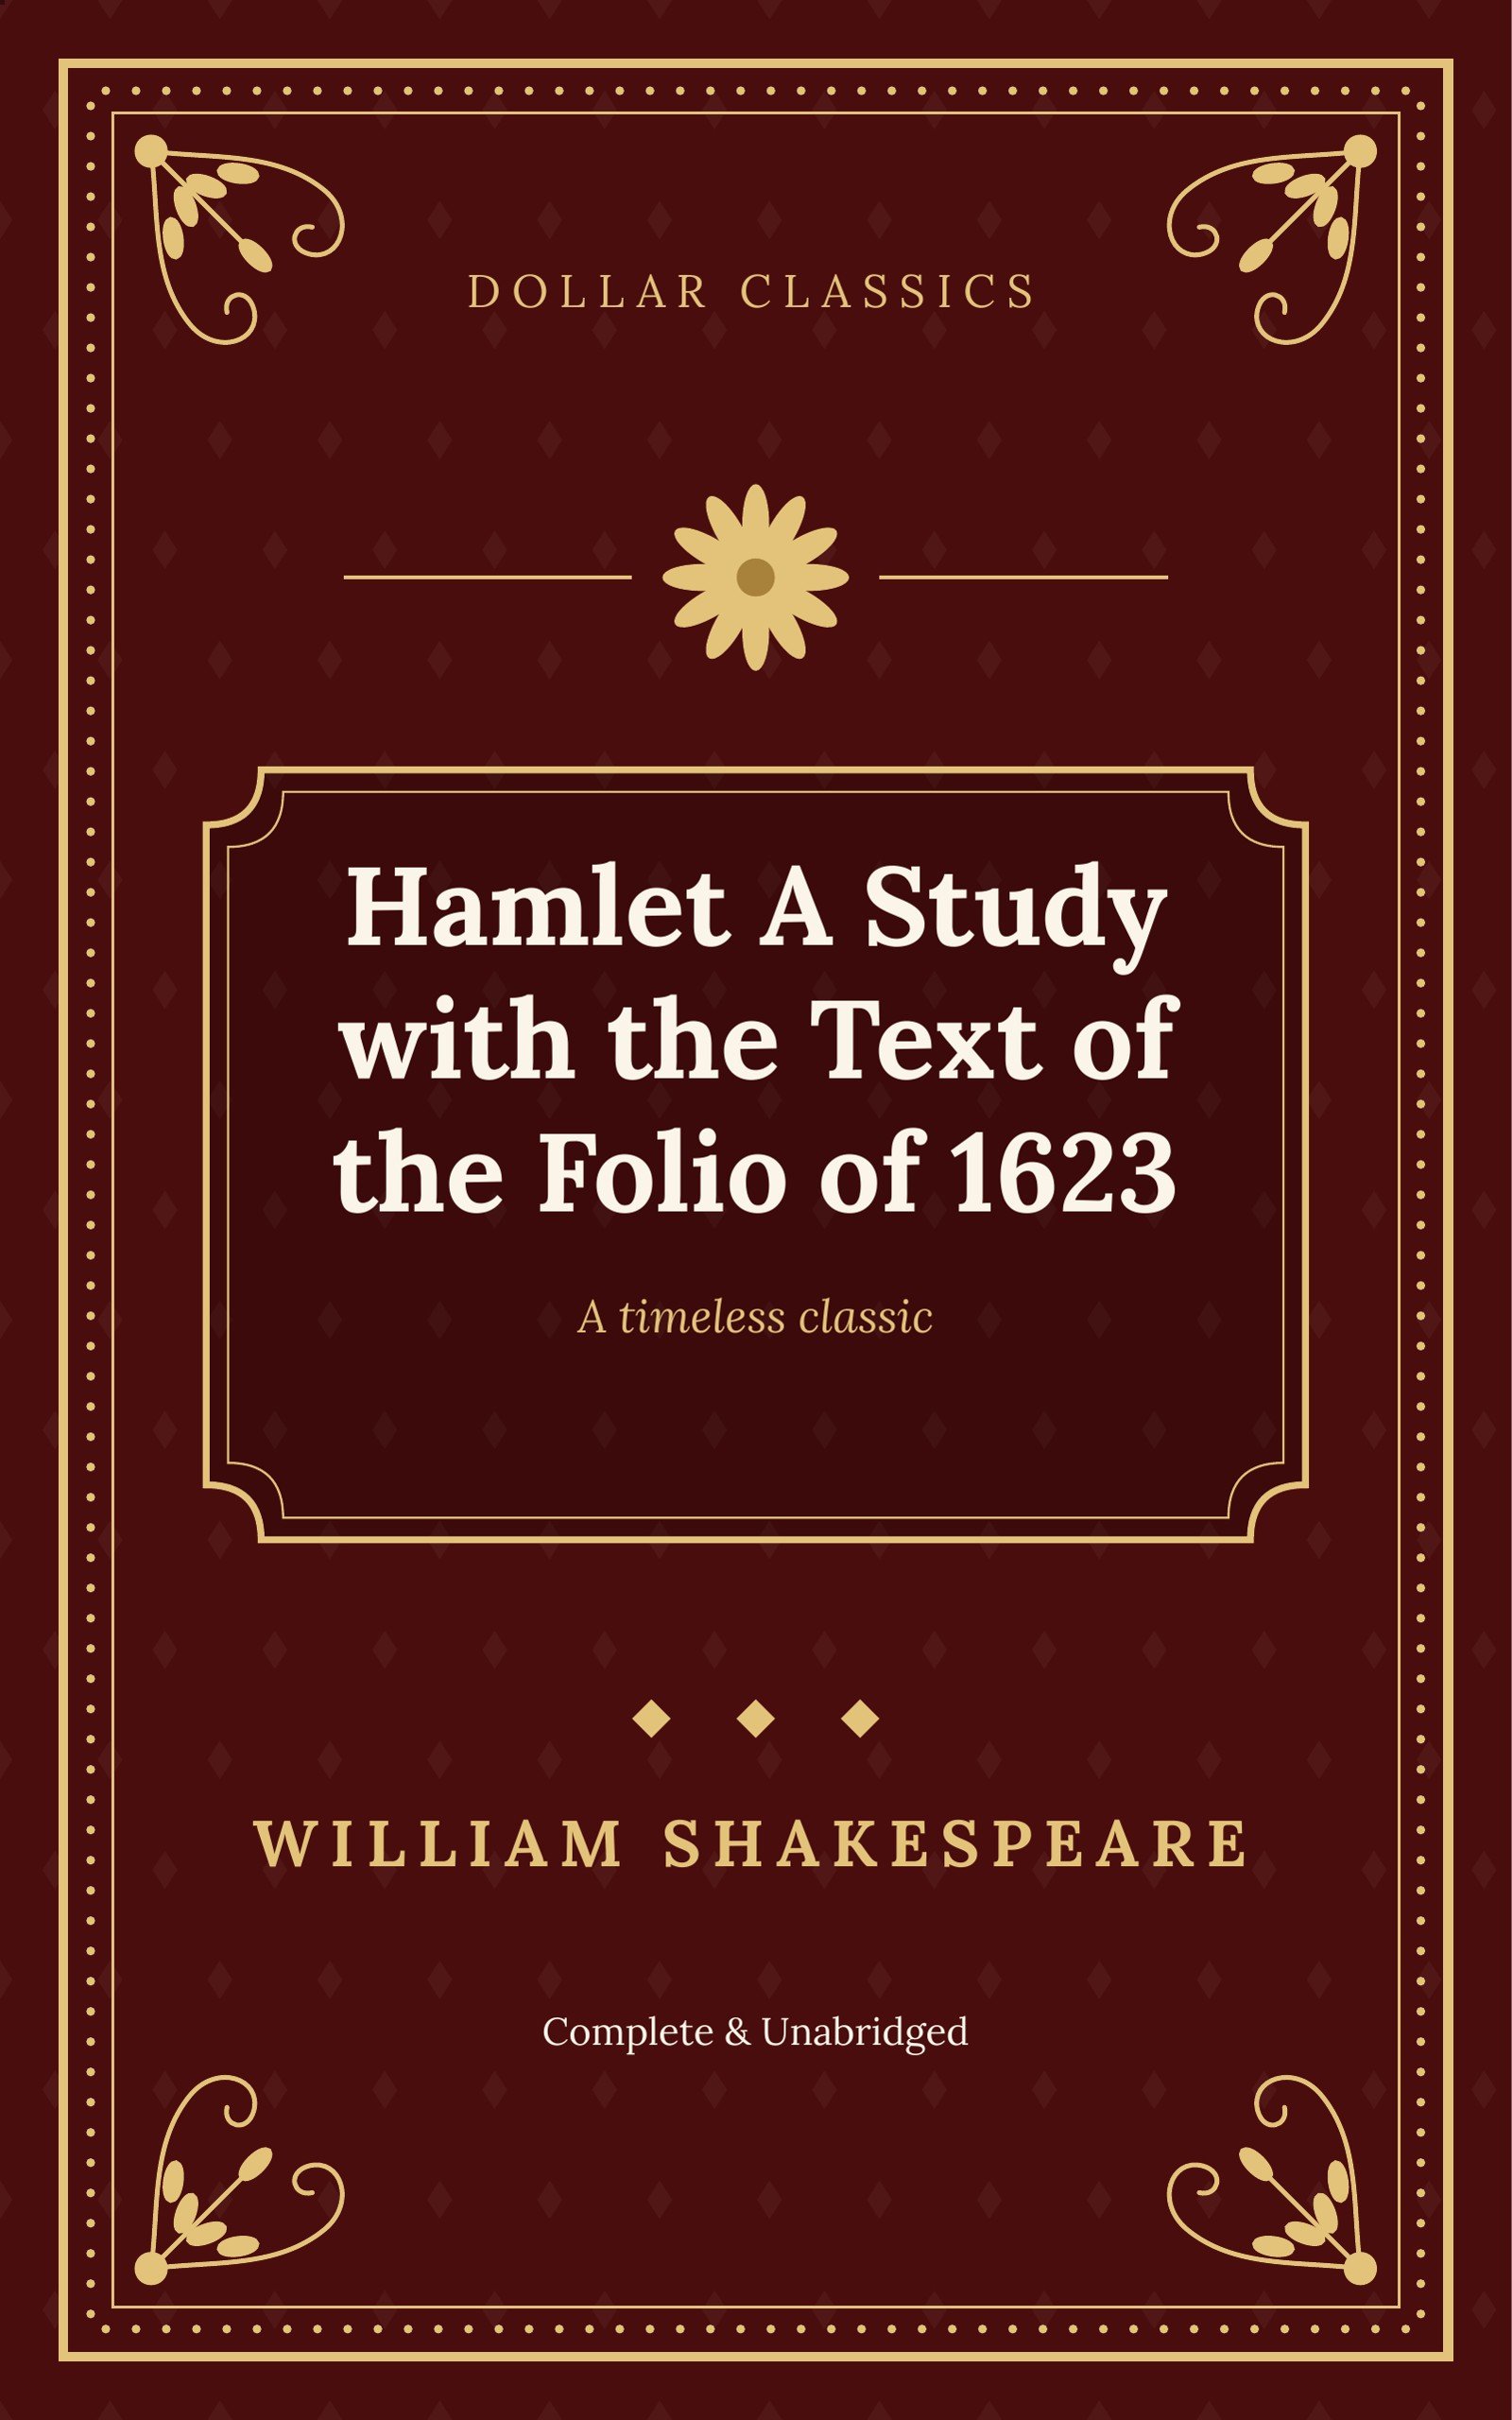 DOLLAR CLASSICS
Hamlet A Study
with the Text of
the Folio of 1623
A timeless classic
WILLIAM SHAKESPEARE
Complete & Unabridged